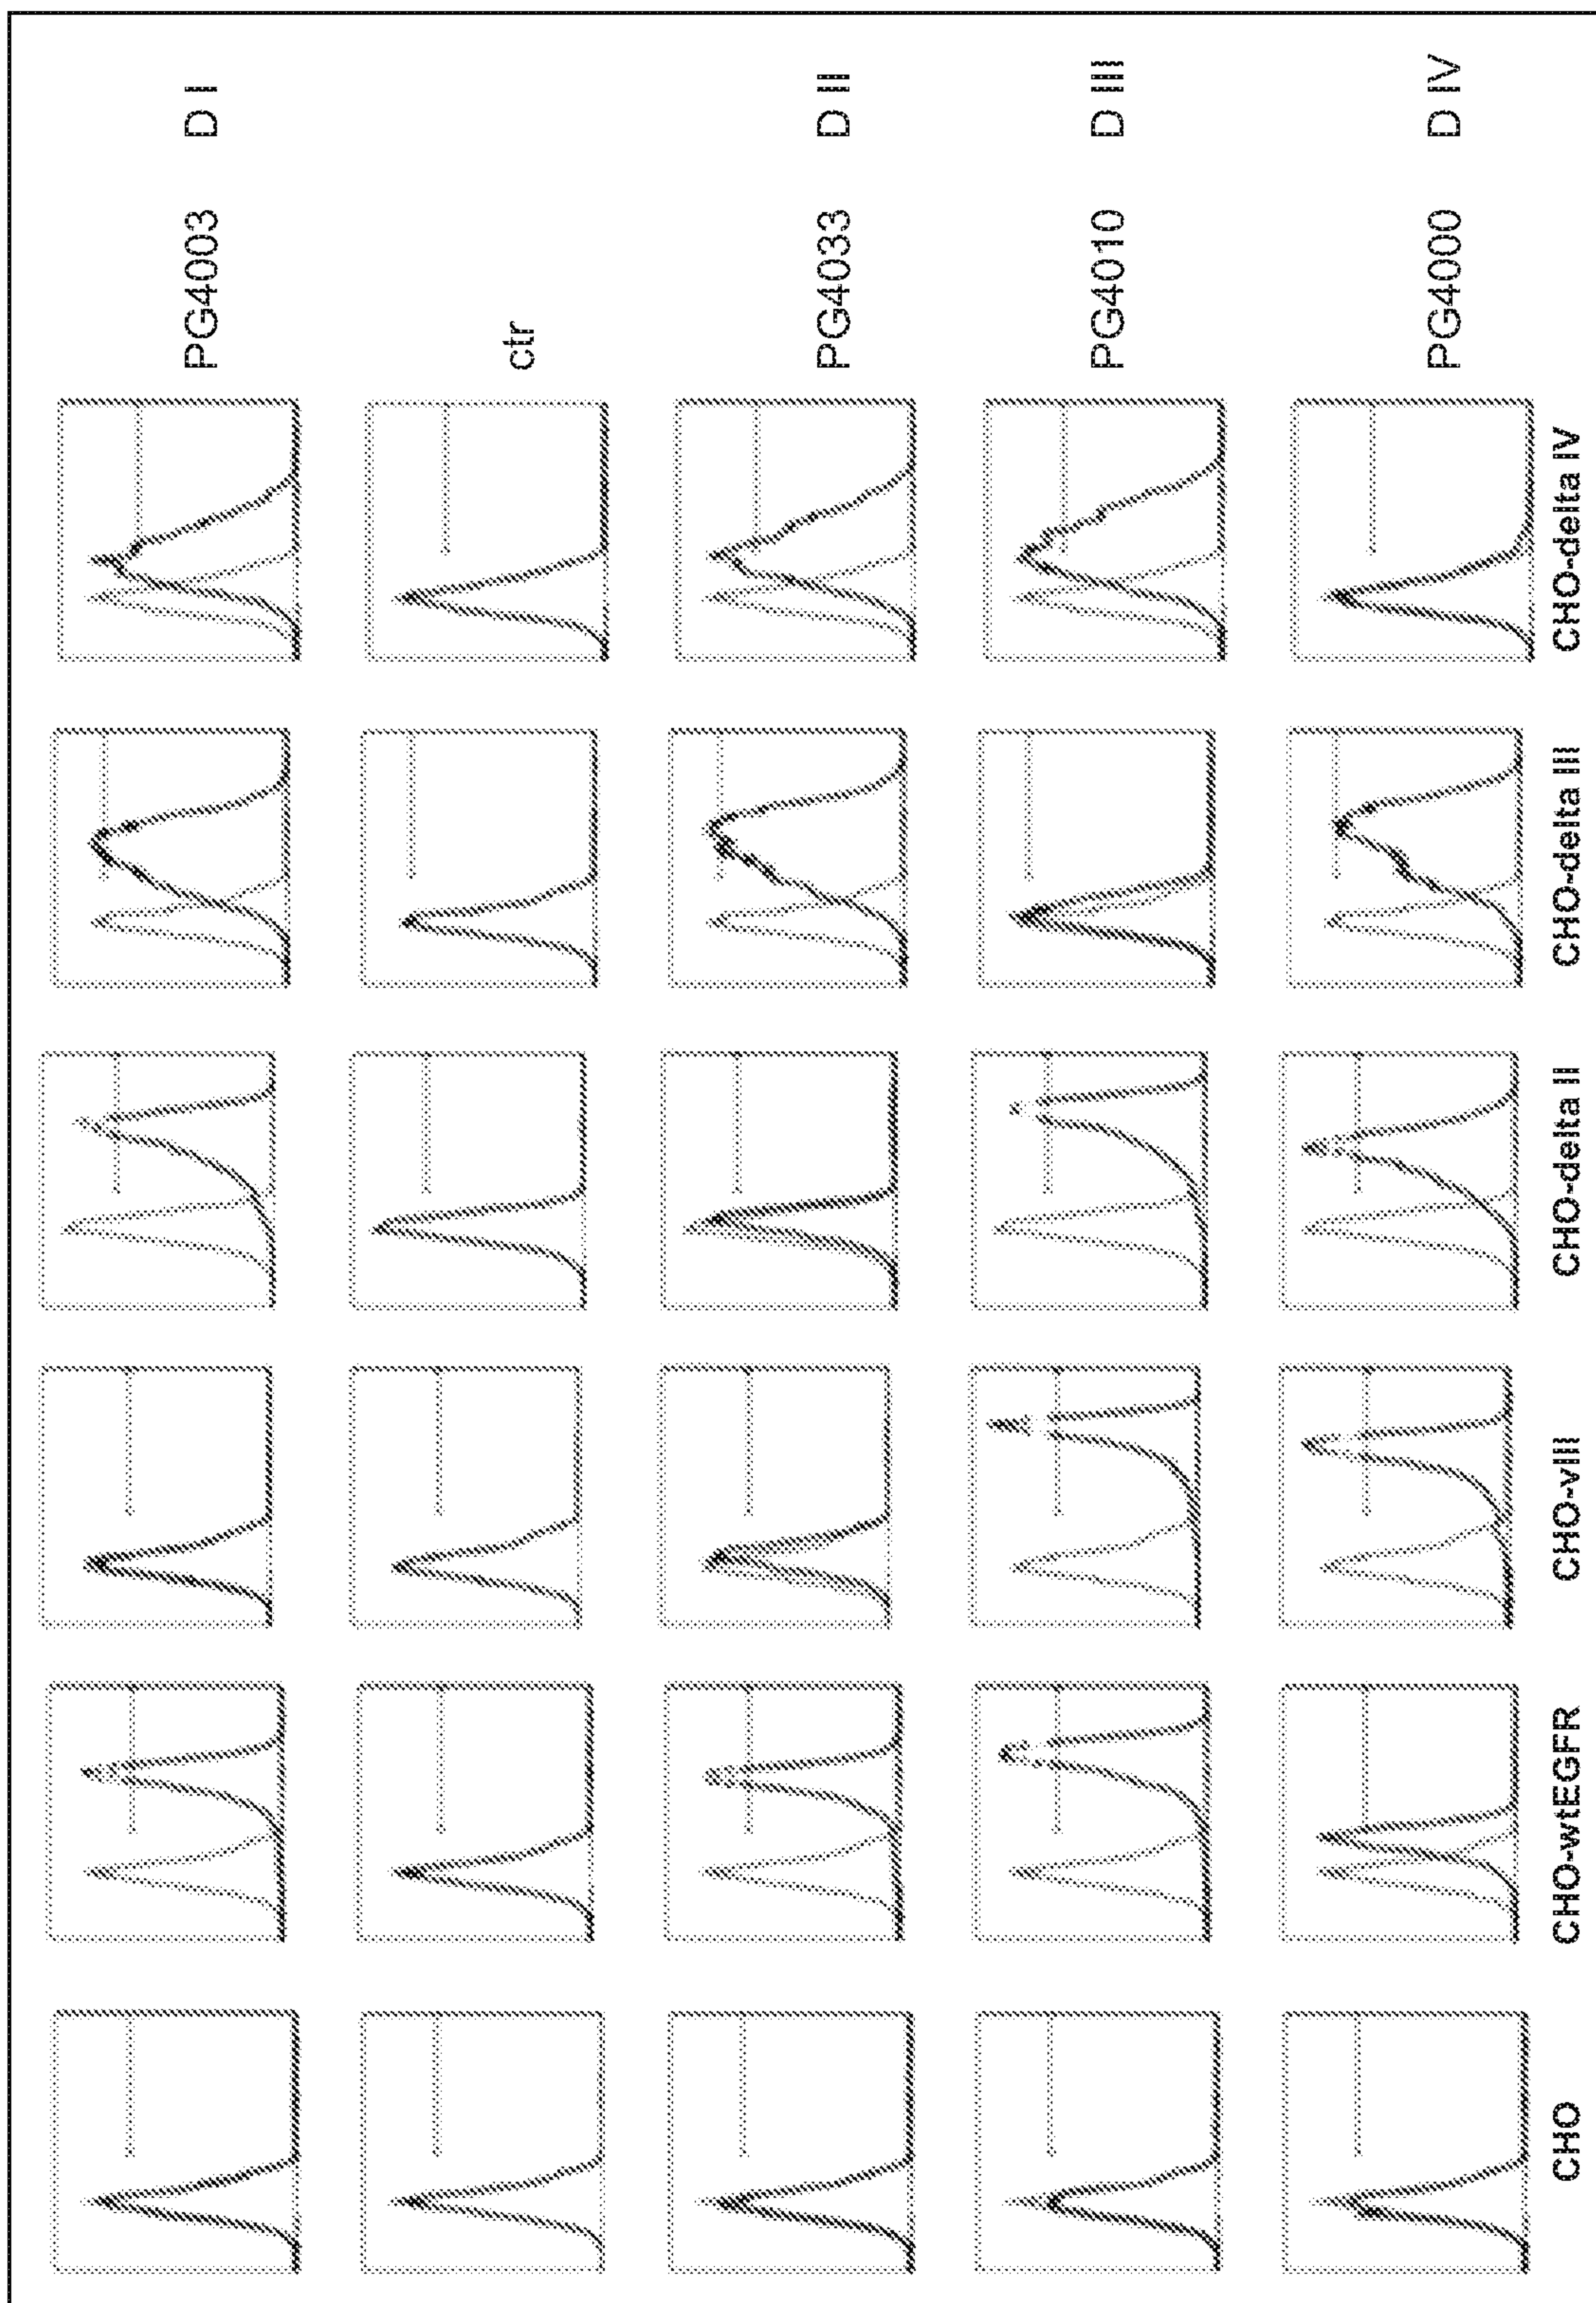 PG4003 D I
ctr
PG4033 D II
PG4010 D III
PG4000 D IV
CHO CHO-wtEGFR CHO-vIII CHO-delta II CHO-delta III CHO-delta IV